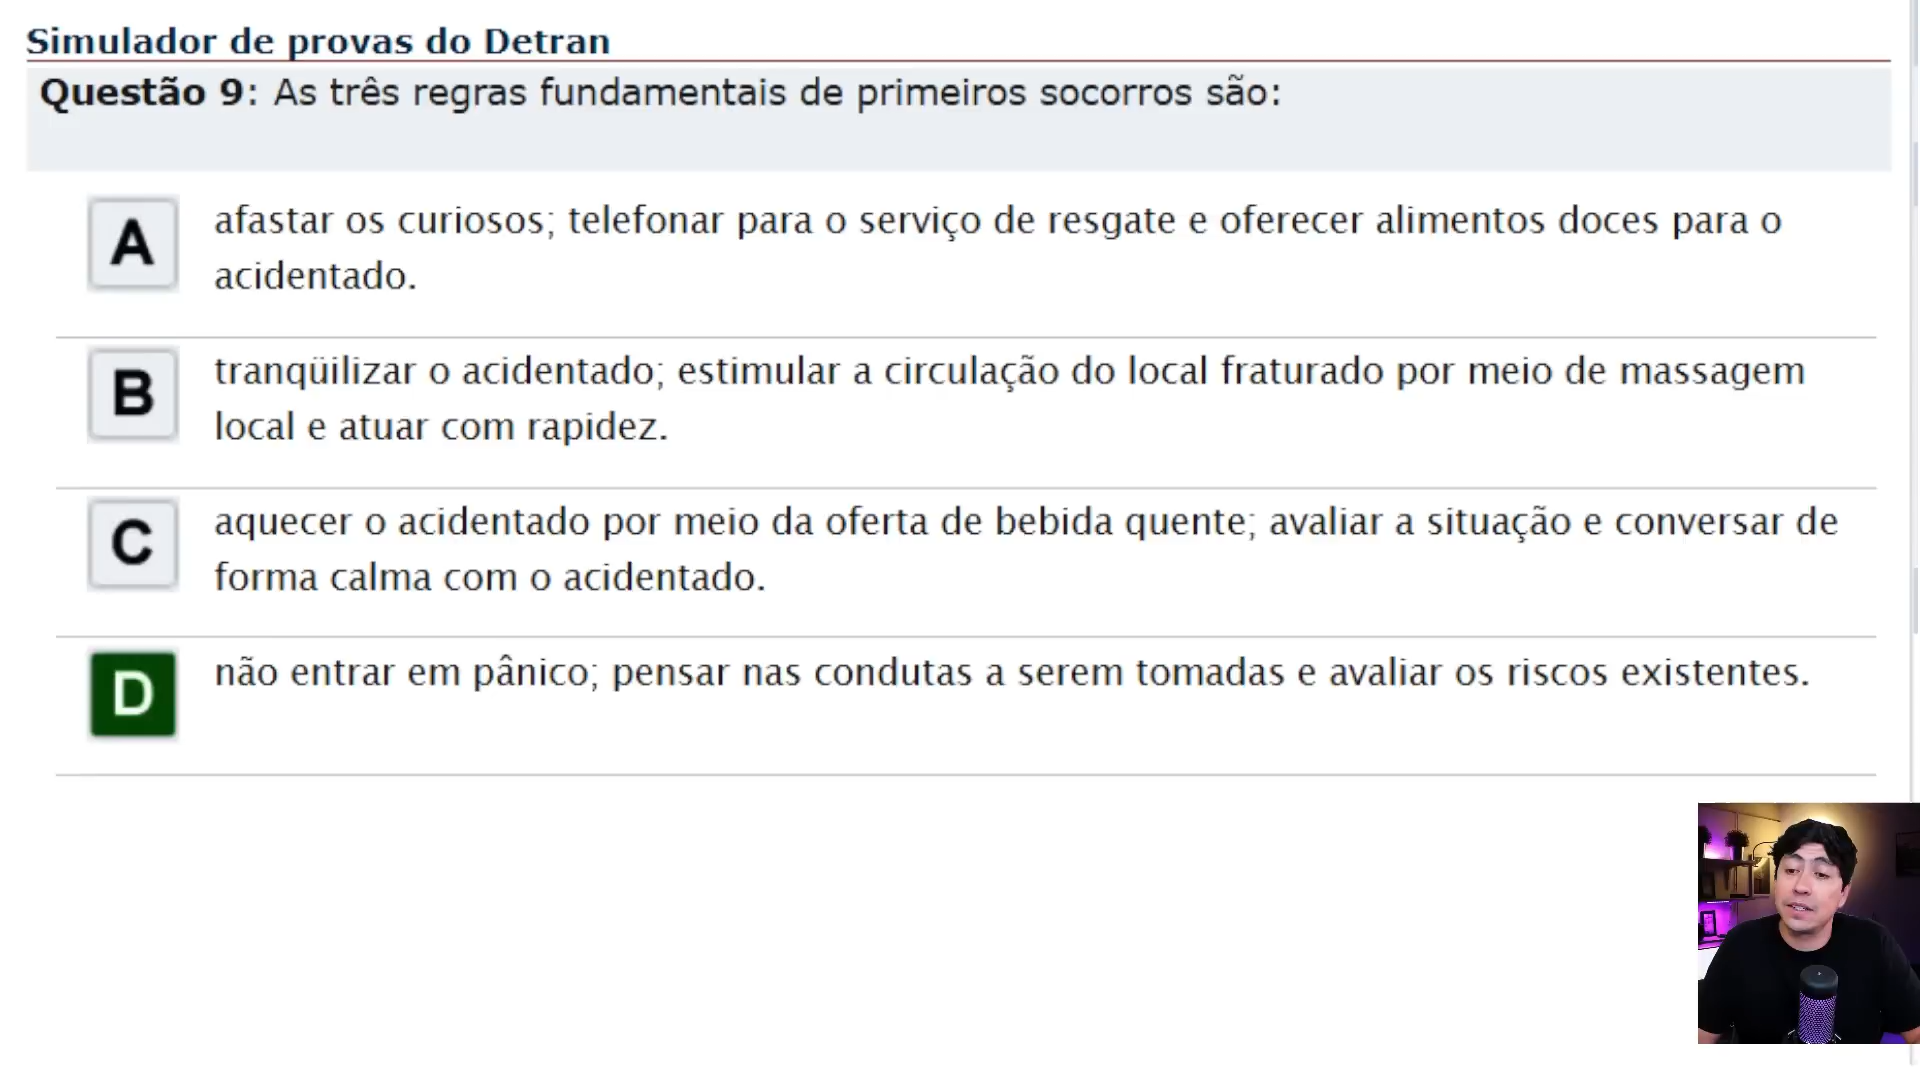 Simulador de provas do Detran
Questão 9: As três regras fundamentais de primeiros socorros são:
A
afastar os curiosos; telefonar para o serviço de resgate e oferecer alimentos doces para o
acidentado.
B
tranqüilizar o acidentado; estimular a circulação do local fraturado por meio de massagem
local e atuar com rapidez.
C
aquecer o acidentado por meio da oferta de bebida quente; avaliar a situação e conversar de
forma calma com o acidentado.
D
não entrar em pânico; pensar nas condutas a serem tomadas e avaliar os riscos existentes.